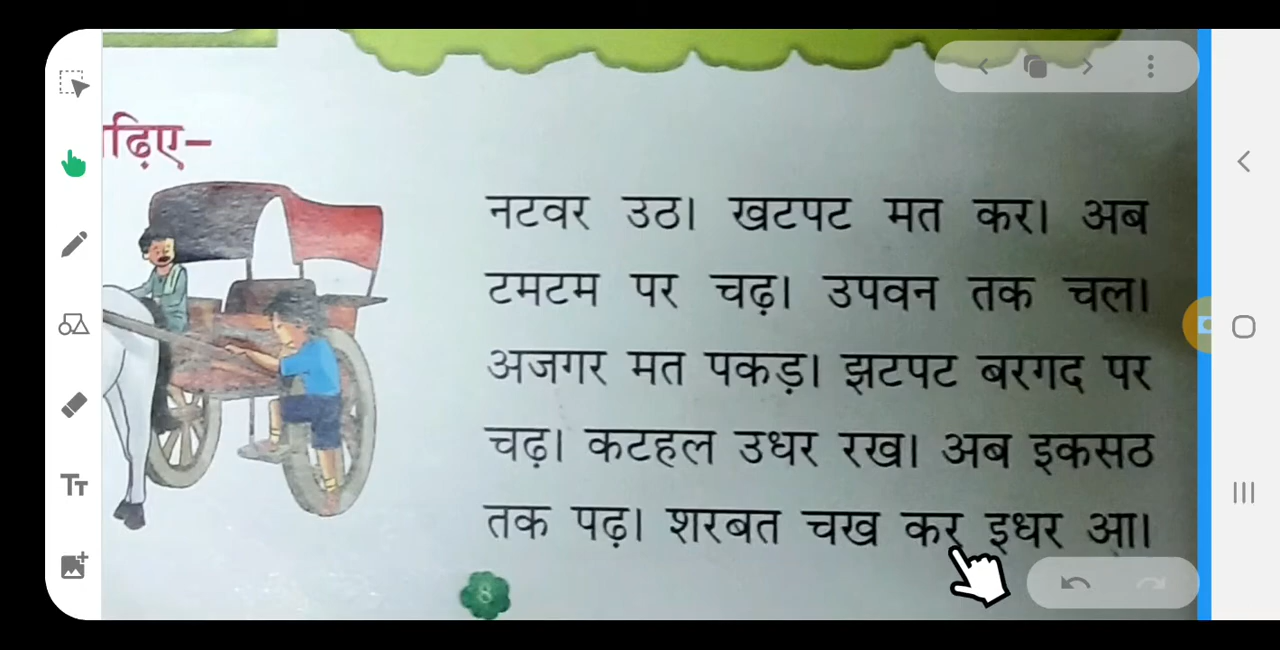 ढ़िए–
नटवर उठ। खटपट मत कर। अब
टमटम पर चढ़। उपवन तक चल।
अजगर मत पकड़। झटपट बरगद पर
चढ़। कटहल उधर रख। अब इकसठ
तक पढ़। शरबत चख कर इधर आ।
8
TT